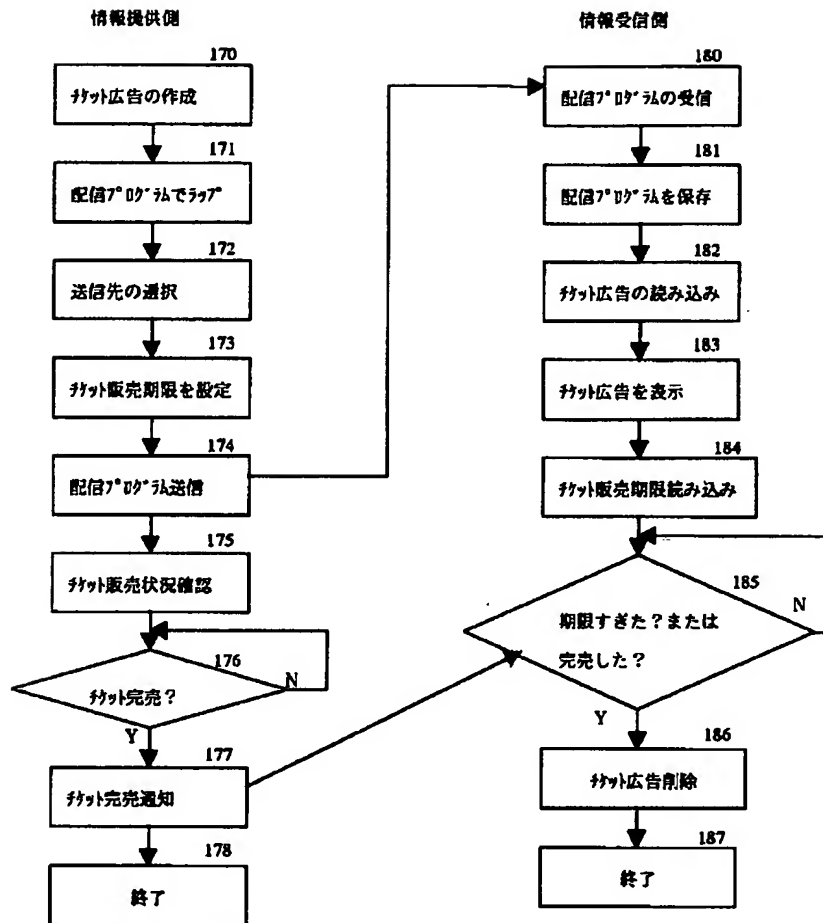 情報提供側
170
ﾁｹｯﾄ広告の作成
171
配信ﾌﾟﾛｸﾞﾗﾑでﾗｯﾌﾟ
172
送信先の選択
173
ﾁｹｯﾄ販売期限を設定
174
配信ﾌﾟﾛｸﾞﾗﾑ送信
175
ﾁｹｯﾄ販売状況確認
176
ﾁｹｯﾄ完売？
N
Y
177
ﾁｹｯﾄ完売通知
178
終了
情報受信側
180
配信ﾌﾟﾛｸﾞﾗﾑの受信
181
配信ﾌﾟﾛｸﾞﾗﾑを保存
182
ﾁｹｯﾄ広告の読み込み
183
ﾁｹｯﾄ広告を表示
184
ﾁｹｯﾄ販売期限読み込み
185
期限すぎた？または
完売した？
N
Y
186
ﾁｹｯﾄ広告削除
187
終了